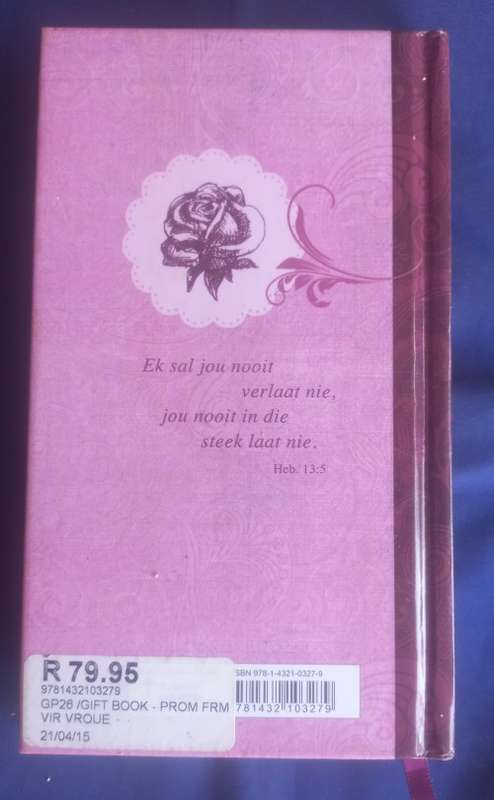 Ek sal jou nooit
verlaat nie,
jou nooit in die
steek laat nie.
Heb. 13:5
R 79.95
9781432103279
GP26 /GIFT BOOK - PROM FRM
VIR VROUE
21/04/15
ISBN 978-1-4321-0327-9
781432 103279